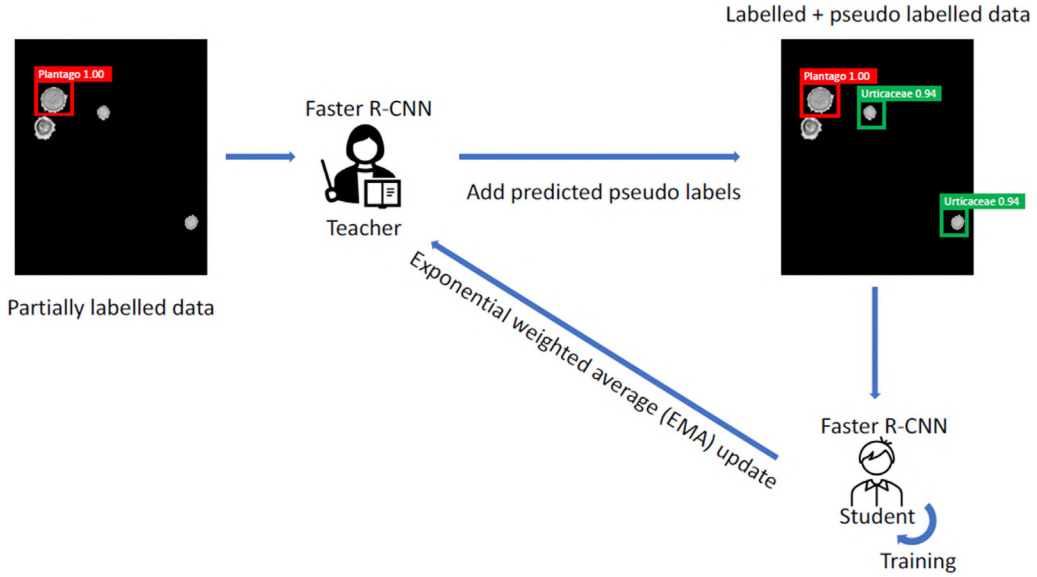 Labelled + pseudo labelled data
Plantago 1.00
Plantago 1.00
Urticaceae 0.94
Faster R-CNN
Teacher
Add predicted pseudo labels
Urticaceae 0.94
Partially labelled data
Exponential weighted average (EMA) update
Faster R-CNN
Student
Training